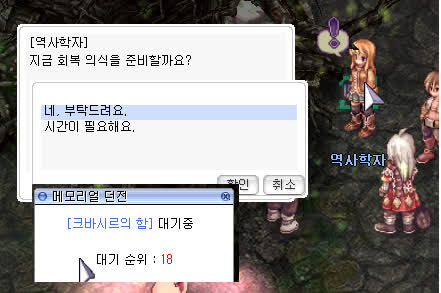 [역사학자]
지금 회복 의식을 준비할까요?
네, 부탁드려요.
시간이 필요해요.
확인 취소
역사학자
메모리얼 던전
[크바시르의 함] 대기중
대기 순위 : 18